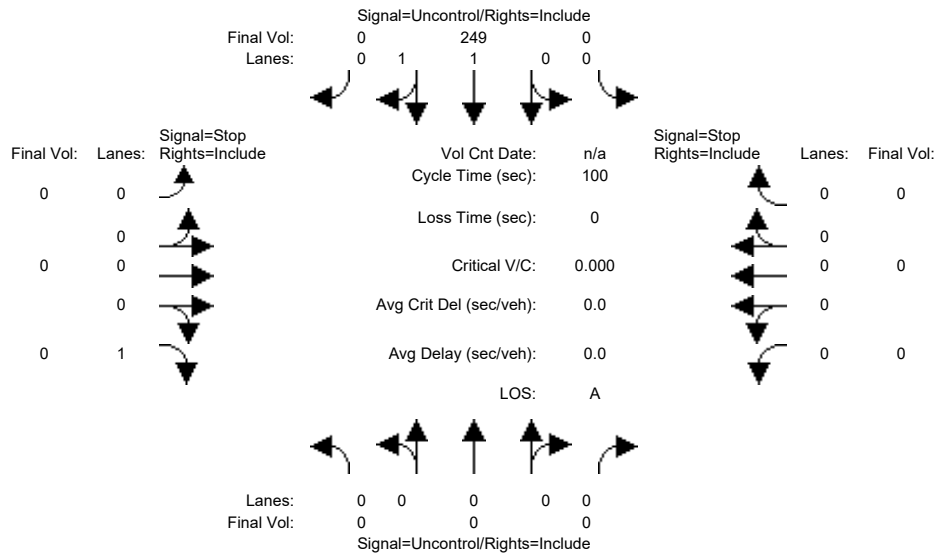 Signal=Uncontrol/Rights=Include
Final Vol: 0 249 0
Lanes: 0 1 1 0 0
Signal=Stop Signal=Stop
Final Vol: Lanes: Rights=Include Vol Cnt Date: n/a Rights=Include Lanes: Final Vol:
Cycle Time (sec): 100
0 0 0 0
Loss Time (sec): 0
0 0
0 0 Critical V/C: 0.000 0 0
0 Avg Crit Del (sec/veh): 0.0 0
0 1 Avg Delay (sec/veh): 0.0 0 0
LOS: A
Lanes: 0 0 0 0 0
Final Vol: 0 0 0
Signal=Uncontrol/Rights=Include